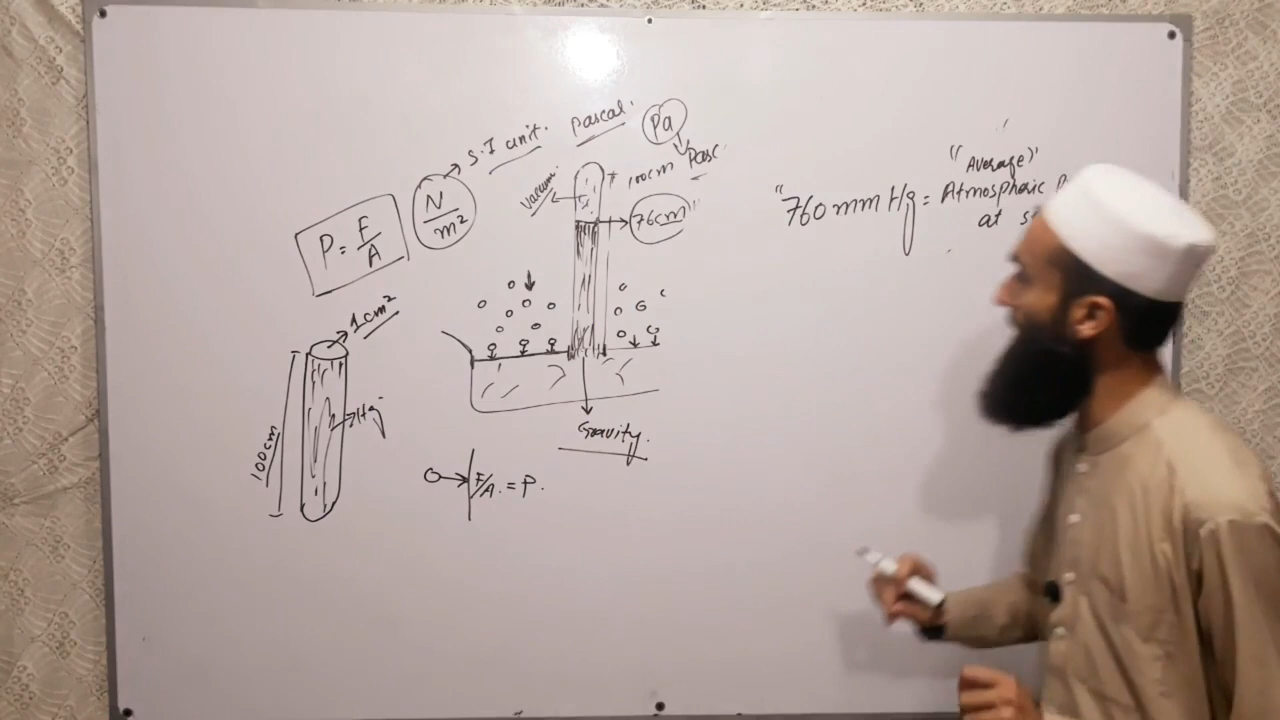 P = F/A
N/m²
S.I unit. Pascal.
Pa
Pasc
100cm
vacuum
76cm"
1cm²
Hg
100cm
Gravity.
F/A. = P.
"760 mm Hg =
"Average"
Atmospheric
at